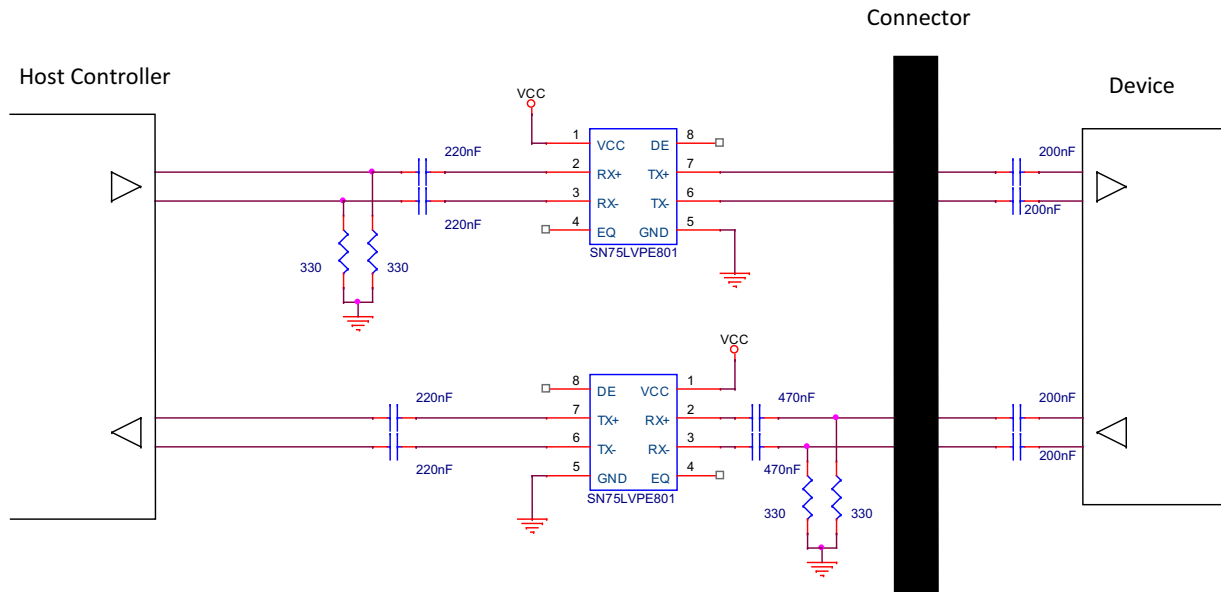 Connector
Host Controller
Device
VCC
220nF
200nF
1 VCC DE 8
2 RX+ TX+ 7
3 RX- TX- 6
4 EQ GND 5
220nF
200nF
SN75LVPE801
330 330
VCC
8 DE VCC 1
220nF
470nF
200nF
7 TX+ RX+ 2
6 TX- RX- 3
5 GND EQ 4
220nF
470nF
200nF
SN75LVPE801
330 330